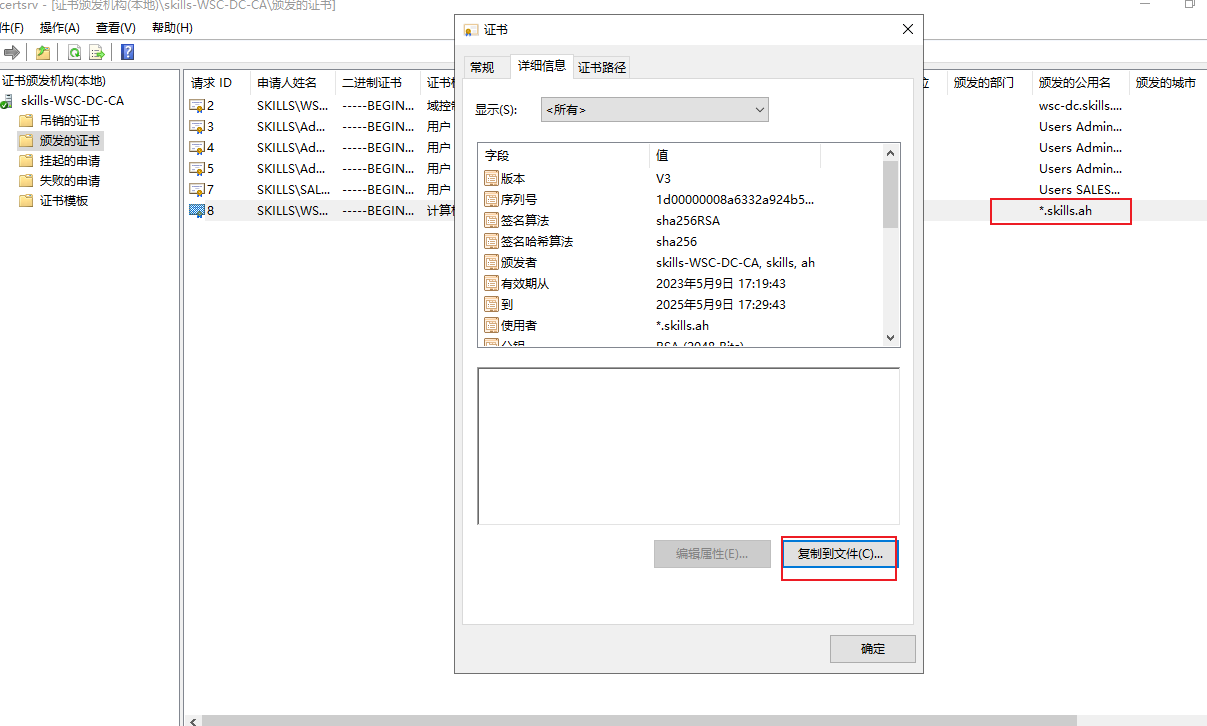 certsrv - [证书颁发机构(本地)\skills-WSC-DC-CA\颁发的证书]
件(F) 操作(A) 查看(V) 帮助(H)
证书颁发机构(本地)
skills-WSC-DC-CA
吊销的证书
颁发的证书
挂起的申请
失败的申请
证书模板
请求 ID 申请人姓名 二进制证书 证书 颁发的部门 颁发的公用名 颁发的城市
2 SKILLS\WS... -----BEGIN... 域控 wsc-dc.skills....
3 SKILLS\Ad... -----BEGIN... 用户 Users Admin...
4 SKILLS\Ad... -----BEGIN... 用户 Users Admin...
5 SKILLS\Ad... -----BEGIN... 用户 Users Admin...
7 SKILLS\SAL... -----BEGIN... 用户 Users SALES...
8 SKILLS\WS... -----BEGIN... 计算 *.skills.ah
证书
常规 详细信息 证书路径
显示(S): <所有>
字段 值
版本 V3
序列号 1d00000008a6332a924b5...
签名算法 sha256RSA
签名哈希算法 sha256
颁发者 skills-WSC-DC-CA, skills, ah
有效期从 2023年5月9日 17:19:43
到 2025年5月9日 17:29:43
使用者 *.skills.ah
公钥 RSA (2048 Bits)
编辑属性(E)... 复制到文件(C)...
确定